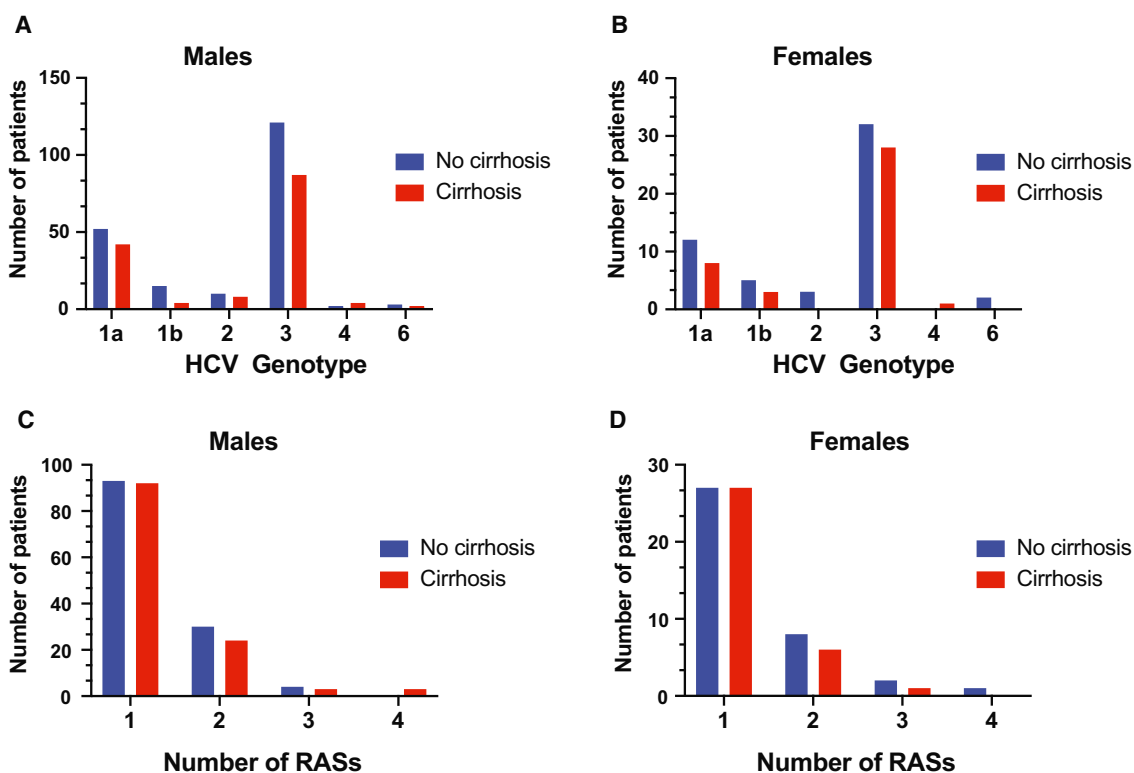 A
Males
Number of patients
150
100
50
0
No cirrhosis
Cirrhosis
1a 1b 2 3 4 6
HCV Genotype
B
Females
Number of patients
40
30
20
10
0
No cirrhosis
Cirrhosis
1a 1b 2 3 4 6
HCV Genotype
C
Males
Number of patients
100
80
60
40
20
0
No cirrhosis
Cirrhosis
1 2 3 4
Number of RASs
D
Females
Number of patients
30
20
10
0
No cirrhosis
Cirrhosis
1 2 3 4
Number of RASs